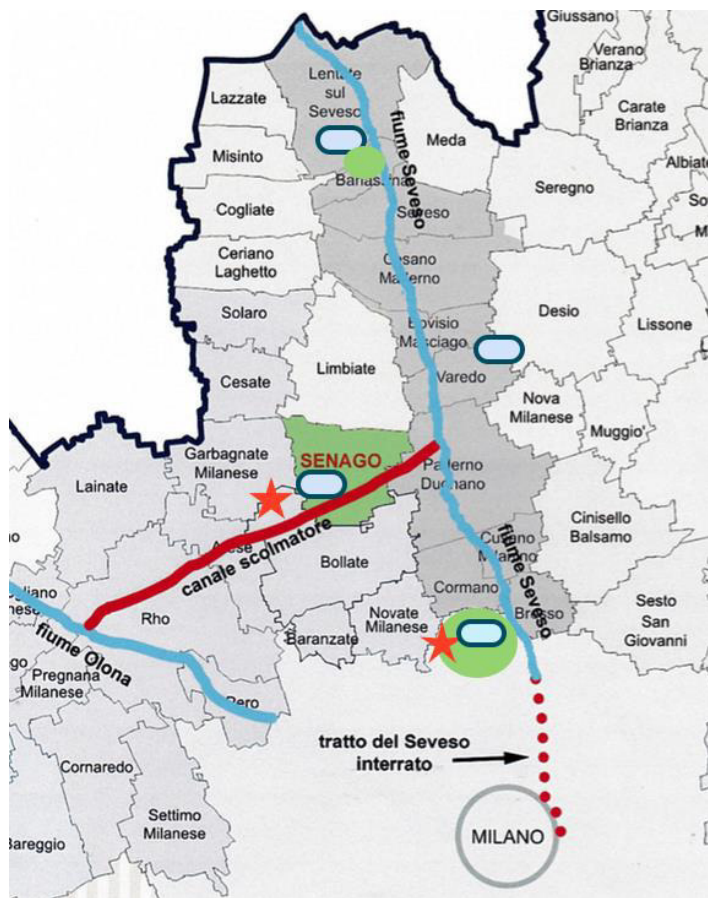 Giussano
Verano
Brianza
Lentate
sul
Seveso
Lazzate
Carate
Brianza
fiume Seveso
Meda
Misinto
Seregno
Cogliate
Seveso
Ceriano
Laghetto
Cesano
Maderno
Solaro
Desio
Lissone
Bovisio
Masciago
Limbiate
Cesate
Varedo
Nova
Milanese
Muggio'
Garbagnate
Milanese
SENAGO
Paderno
Dugnano
Lainate
Cinisello
Balsamo
canale scolmatore
Arese
Bollate
Cusano
Milanino
fiume Seveso
Cormano
Bresso
Rho
Novate
Milanese
Baranzate
Sesto
San
Giovanni
fiume Olona
Pregnana
Milanese
Pero
tratto del Seveso
interrato
Cornaredo
Settimo
Milanese
MILANO